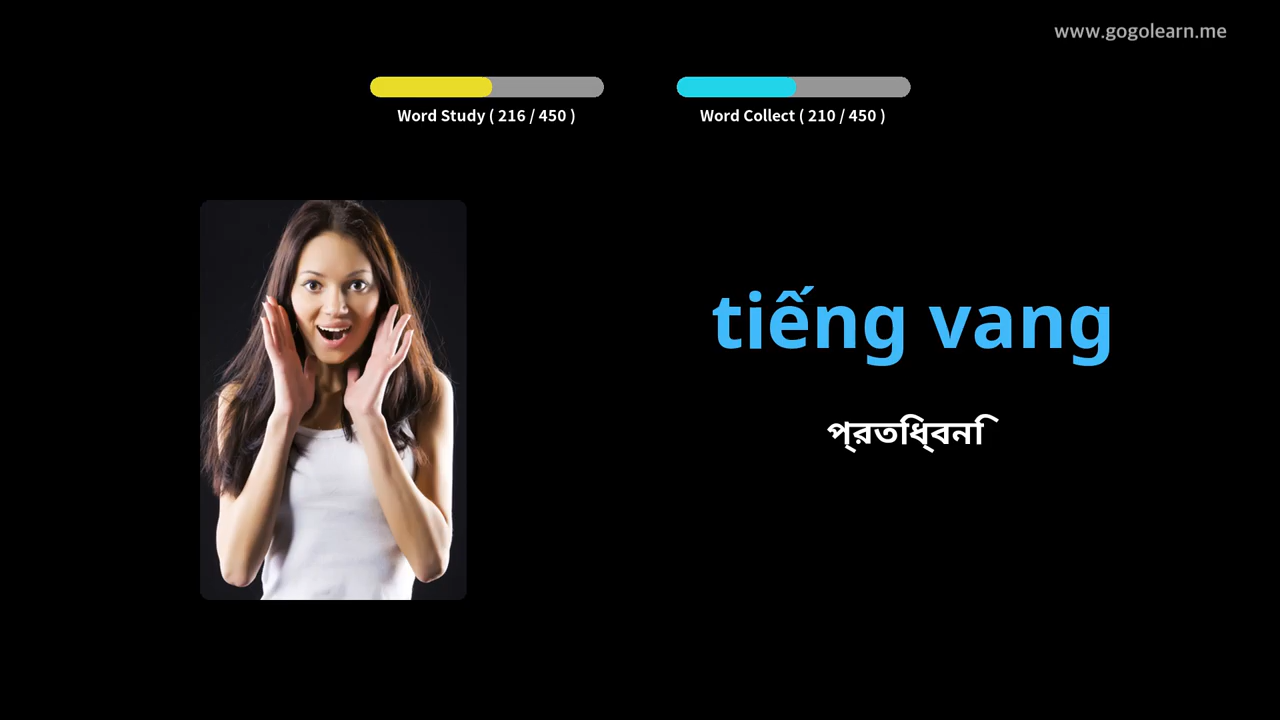 www.gogolearn.me
Word Study ( 216 / 450 )
Word Collect ( 210 / 450 )
tiếng vang
প্রতিধ্বনি